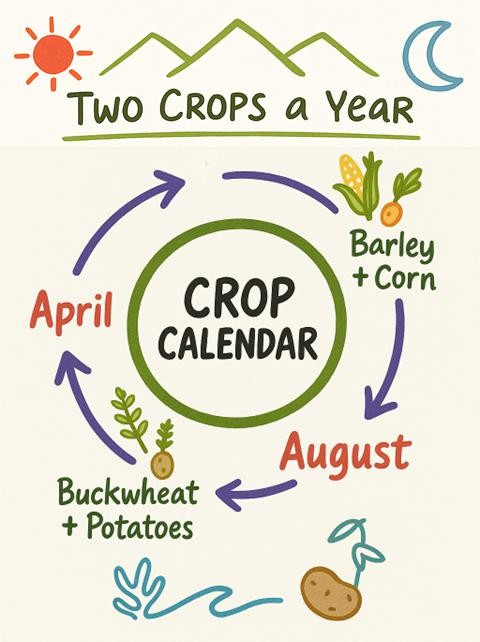 Two Crops a Year
Barley
+ Corn
CROP
CALENDAR
April
August
Buckwheat
+ Potatoes